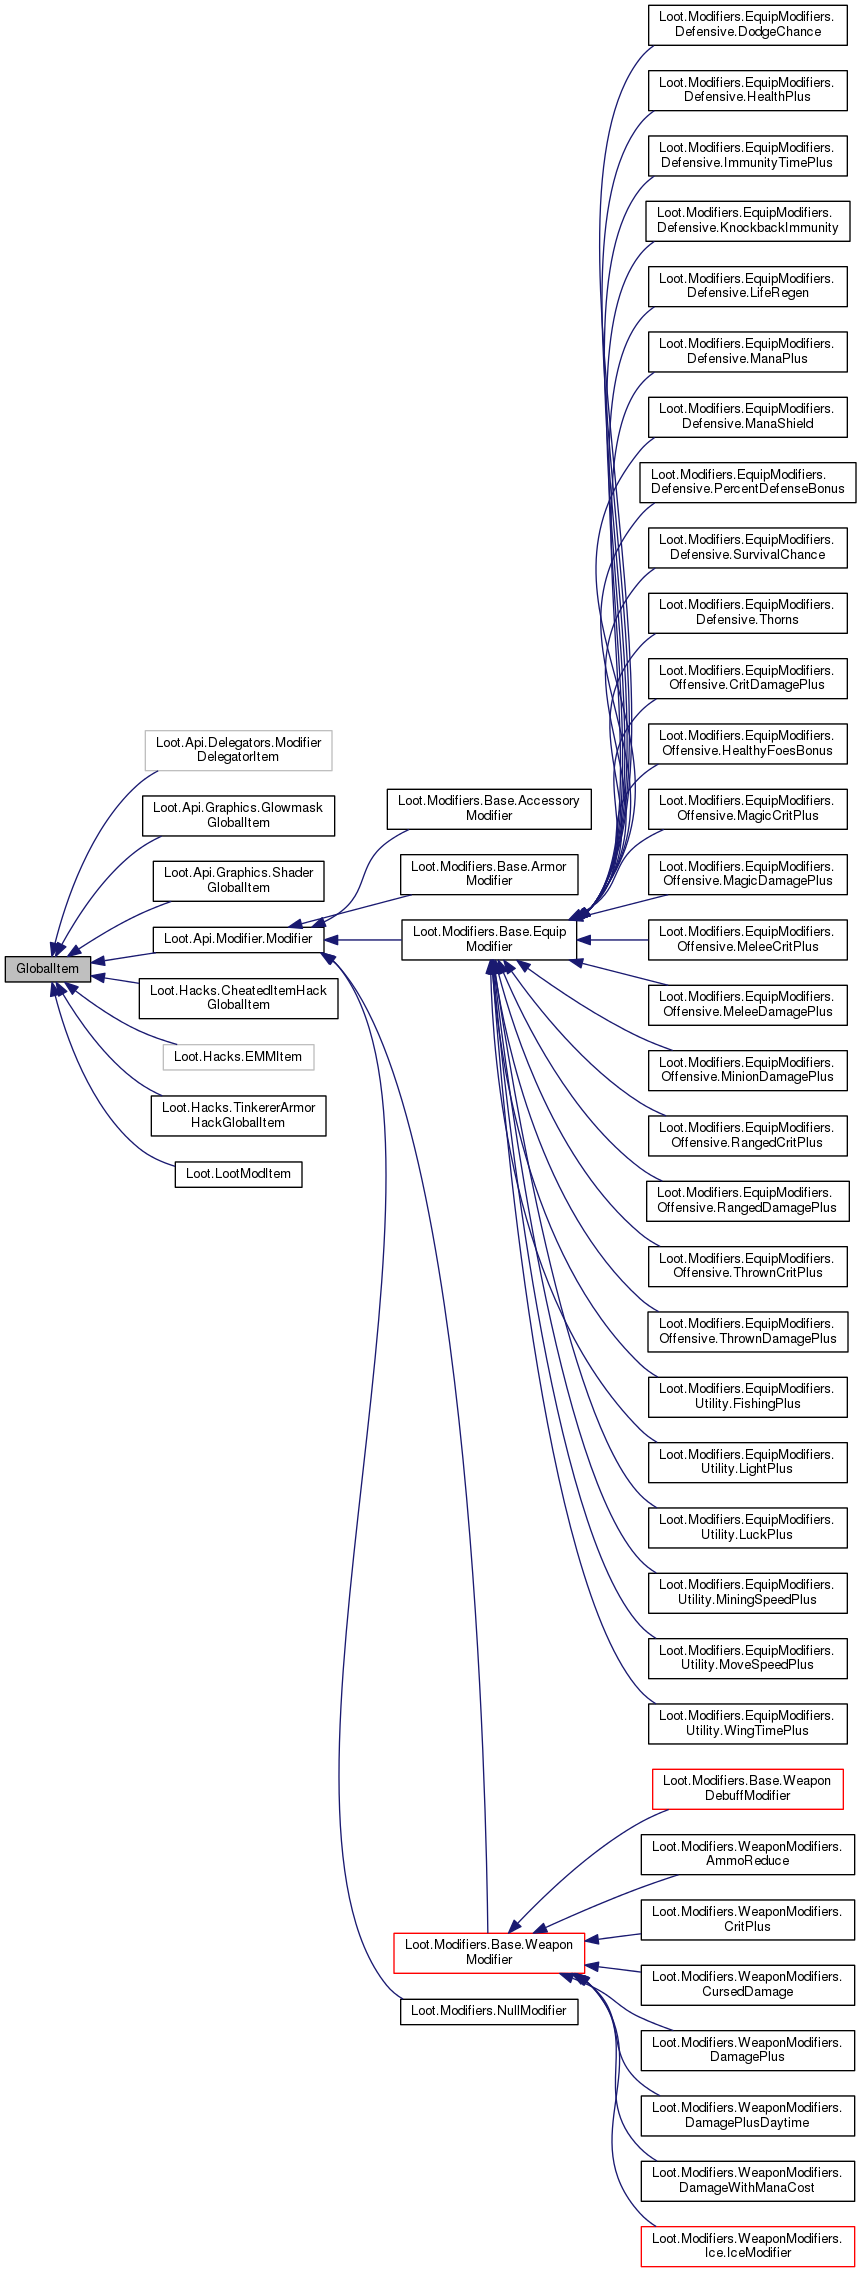 Loot.Modifiers.EquipModifiers.
Defensive.DodgeChance
Loot.Modifiers.EquipModifiers.
Defensive.HealthPlus
Loot.Modifiers.EquipModifiers.
Defensive.ImmunityTimePlus
Loot.Modifiers.EquipModifiers.
Defensive.KnockbackImmunity
Loot.Modifiers.EquipModifiers.
Defensive.LifeRegen
Loot.Modifiers.EquipModifiers.
Defensive.ManaPlus
Loot.Modifiers.EquipModifiers.
Defensive.ManaShield
Loot.Modifiers.EquipModifiers.
Defensive.PercentDefenseBonus
Loot.Modifiers.EquipModifiers.
Defensive.SurvivalChance
Loot.Modifiers.EquipModifiers.
Defensive.Thorns
Loot.Modifiers.EquipModifiers.
Offensive.CritDamagePlus
Loot.Modifiers.EquipModifiers.
Offensive.HealthyFoesBonus
Loot.Modifiers.EquipModifiers.
Offensive.MagicCritPlus
Loot.Modifiers.EquipModifiers.
Offensive.MagicDamagePlus
Loot.Modifiers.EquipModifiers.
Offensive.MeleeCritPlus
Loot.Modifiers.EquipModifiers.
Offensive.MeleeDamagePlus
Loot.Modifiers.EquipModifiers.
Offensive.MinionDamagePlus
Loot.Modifiers.EquipModifiers.
Offensive.RangedCritPlus
Loot.Modifiers.EquipModifiers.
Offensive.RangedDamagePlus
Loot.Modifiers.EquipModifiers.
Offensive.ThrownCritPlus
Loot.Modifiers.EquipModifiers.
Offensive.ThrownDamagePlus
Loot.Modifiers.EquipModifiers.
Utility.FishingPlus
Loot.Modifiers.EquipModifiers.
Utility.LightPlus
Loot.Modifiers.EquipModifiers.
Utility.LuckPlus
Loot.Modifiers.EquipModifiers.
Utility.MiningSpeedPlus
Loot.Modifiers.EquipModifiers.
Utility.MoveSpeedPlus
Loot.Modifiers.EquipModifiers.
Utility.WingTimePlus
Loot.Modifiers.Base.Weapon
DebuffModifier
Loot.Modifiers.WeaponModifiers.
AmmoReduce
Loot.Modifiers.WeaponModifiers.
CritPlus
Loot.Modifiers.WeaponModifiers.
CursedDamage
Loot.Modifiers.WeaponModifiers.
DamagePlus
Loot.Modifiers.WeaponModifiers.
DamagePlusDaytime
Loot.Modifiers.WeaponModifiers.
DamageWithManaCost
Loot.Modifiers.WeaponModifiers.
Ice.IceModifier
Loot.Modifiers.Base.Accessory
Modifier
Loot.Modifiers.Base.Armor
Modifier
Loot.Modifiers.Base.Equip
Modifier
Loot.Modifiers.Base.Weapon
Modifier
Loot.Modifiers.NullModifier
Loot.Api.Delegators.Modifier
DelegatorItem
Loot.Api.Graphics.Glowmask
GlobalItem
Loot.Api.Graphics.Shader
GlobalItem
Loot.Api.Modifier.Modifier
Loot.Hacks.CheatedItemHack
GlobalItem
Loot.Hacks.EMMItem
Loot.Hacks.TinkererArmor
HackGlobalItem
Loot.LootModItem
GlobalItem